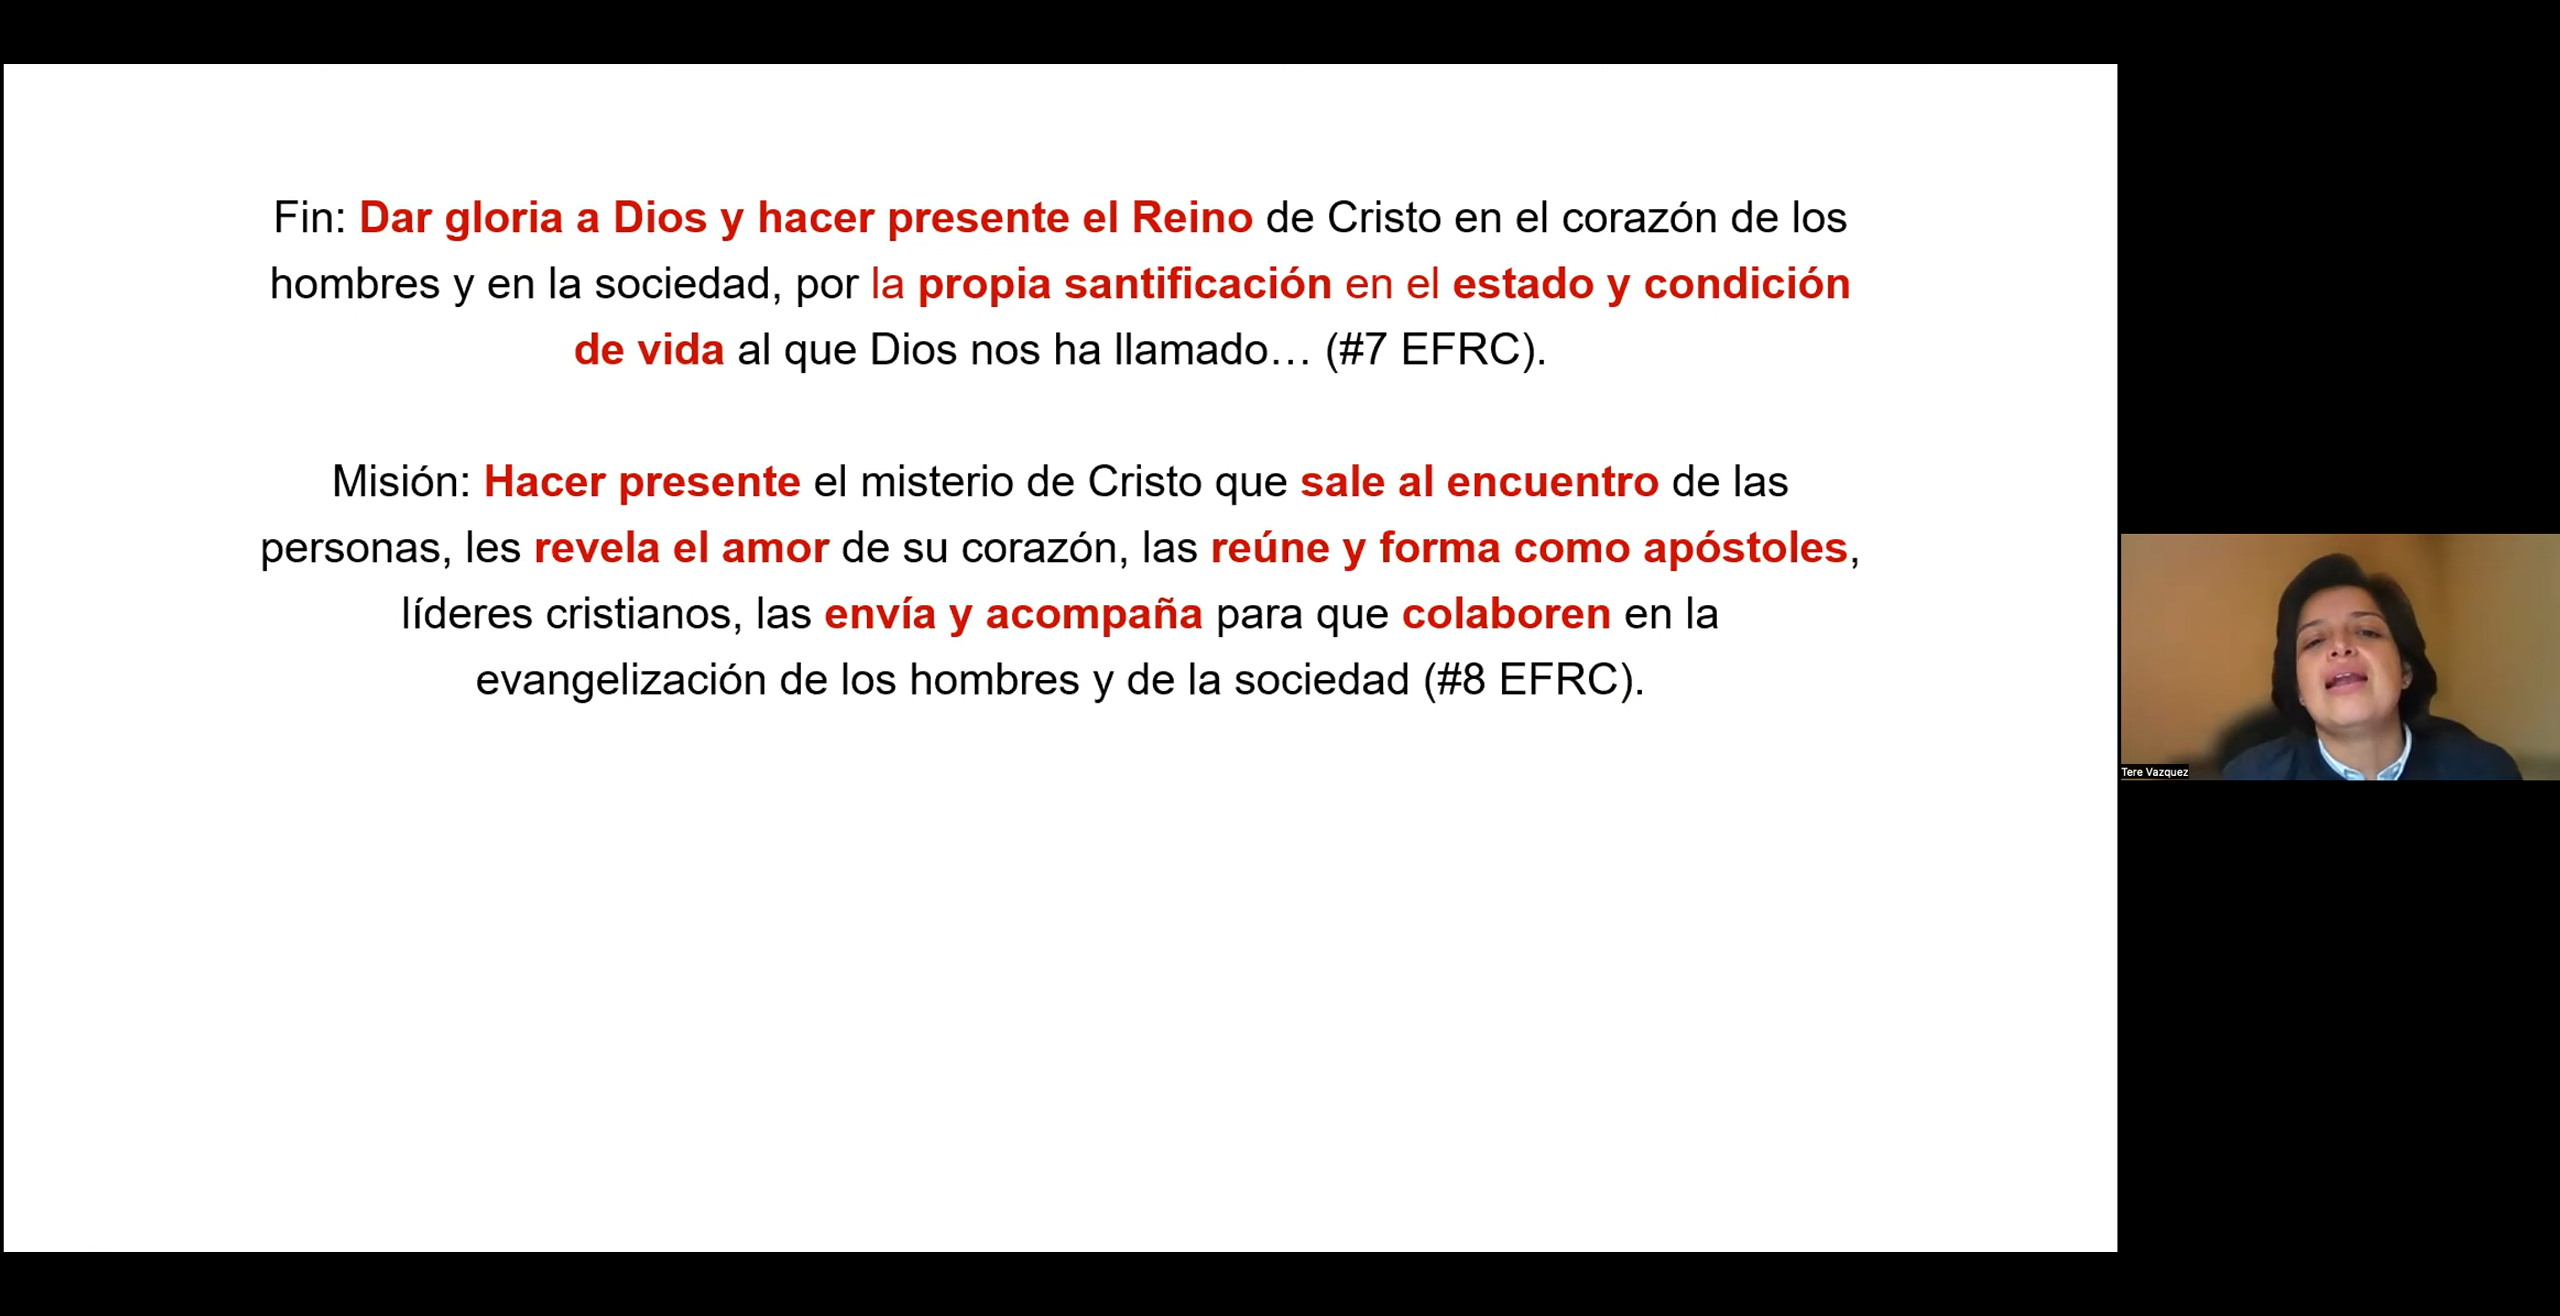 Fin: Dar gloria a Dios y hacer presente el Reino de Cristo en el corazón de los
hombres y en la sociedad, por la propia santificación en el estado y condición
de vida al que Dios nos ha llamado… (#7 EFRC).
Misión: Hacer presente el misterio de Cristo que sale al encuentro de las
personas, les revela el amor de su corazón, las reúne y forma como apóstoles,
líderes cristianos, las envía y acompaña para que colaboren en la
evangelización de los hombres y de la sociedad (#8 EFRC).
Tere Vazquez